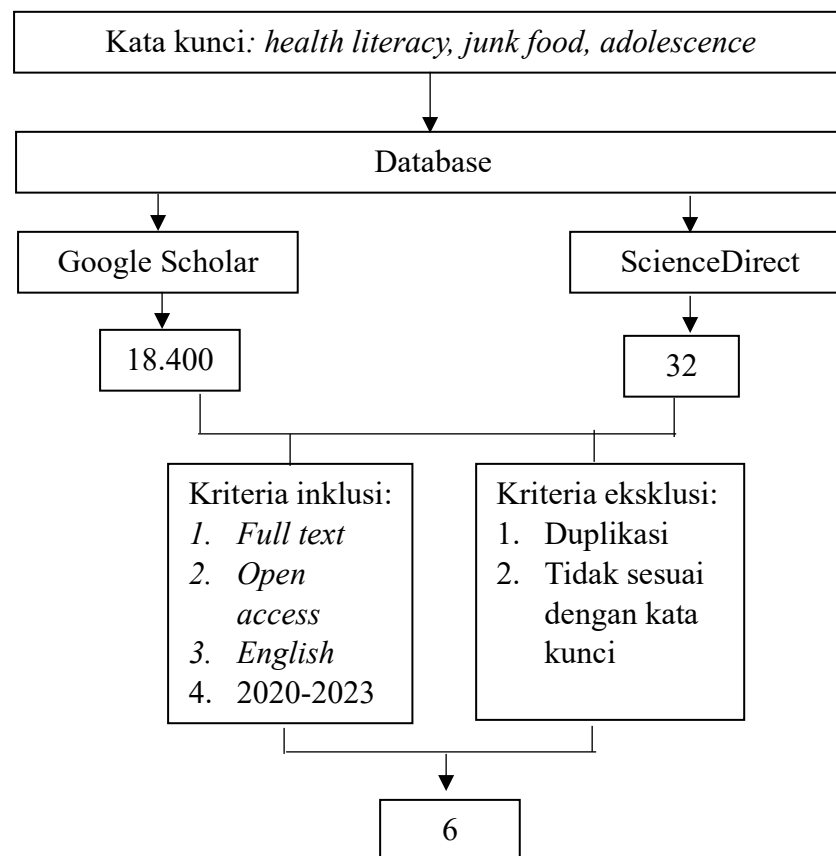 Kata kunci: health literacy, junk food, adolescence
Database
Google Scholar
ScienceDirect
18.400
32
Kriteria inklusi:
1. Full text
2. Open
access
3. English
4. 2020-2023
Kriteria eksklusi:
1. Duplikasi
2. Tidak sesuai
dengan kata
kunci
6